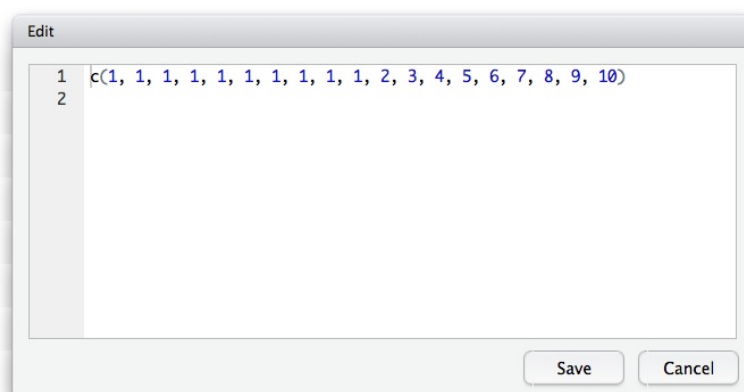 Edit
1 c(1, 1, 1, 1, 1, 1, 1, 1, 1, 1, 2, 3, 4, 5, 6, 7, 8, 9, 10)
2
Save Cancel